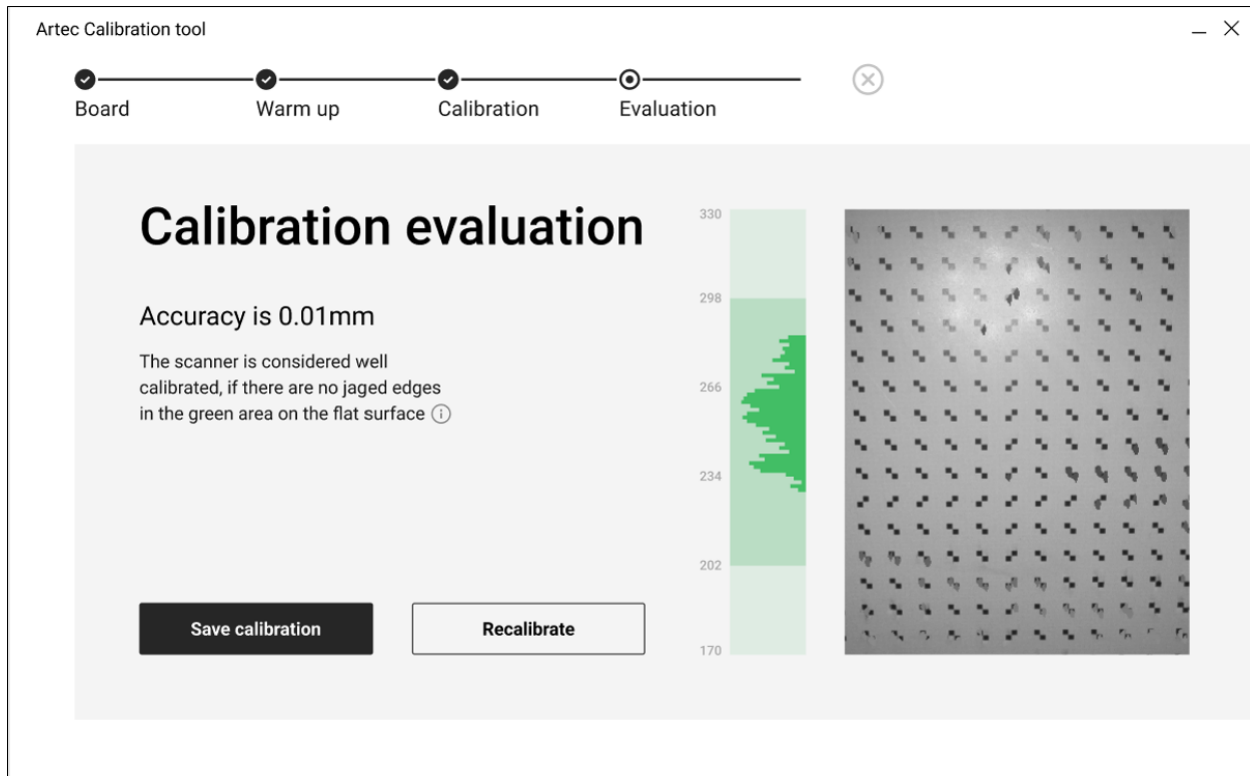 Artec Calibration tool
Board
Warm up
Calibration
Evaluation
Calibration evaluation
Accuracy is 0.01mm
The scanner is considered well
calibrated, if there are no jaged edges
in the green area on the flat surface
Save calibration
Recalibrate
330
298
266
234
202
170